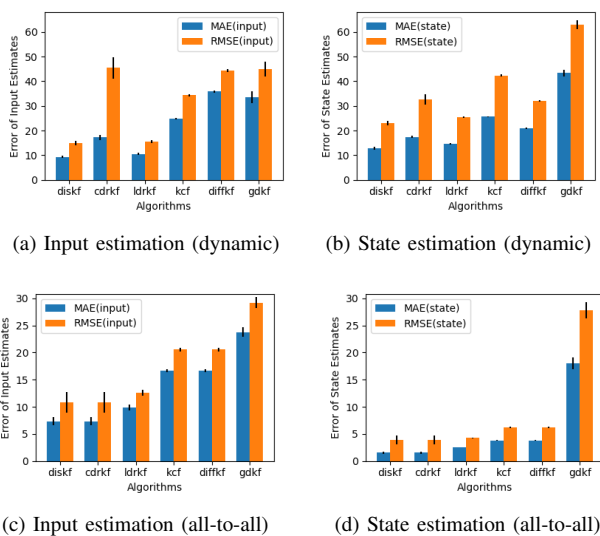 60
50
40
30
20
10
0
Error of Input Estimates
MAE(input)
RMSE(input)
diskf cdrkf ldrkf kcf diffkf gdkf
Algorithms
(a) Input estimation (dynamic)
60
50
40
30
20
10
0
Error of State Estimates
MAE(state)
RMSE(state)
diskf cdrkf ldrkf kcf diffkf gdkf
Algorithms
(b) State estimation (dynamic)
30
25
20
15
10
5
0
Error of Input Estimates
MAE(input)
RMSE(input)
diskf cdrkf ldrkf kcf diffkf gdkf
Algorithms
(c) Input estimation (all-to-all)
30
25
20
15
10
5
0
Error of State Estimates
MAE(state)
RMSE(state)
diskf cdrkf ldrkf kcf diffkf gdkf
Algorithms
(d) State estimation (all-to-all)